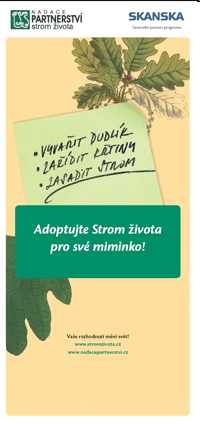 NADACE
PARTNERSTVÍ
strom života
SKANSKA
Generální partner programu
• VYVAŘIT DUDLÍK
• ZAŘÍDIT KŘTINY
• ZASADIT STROM
Adoptujte Strom života
pro své miminko!
Vaše rozhodnutí mění svět!
www.stromzivota.cz
www.nadacepartnerstvi.cz